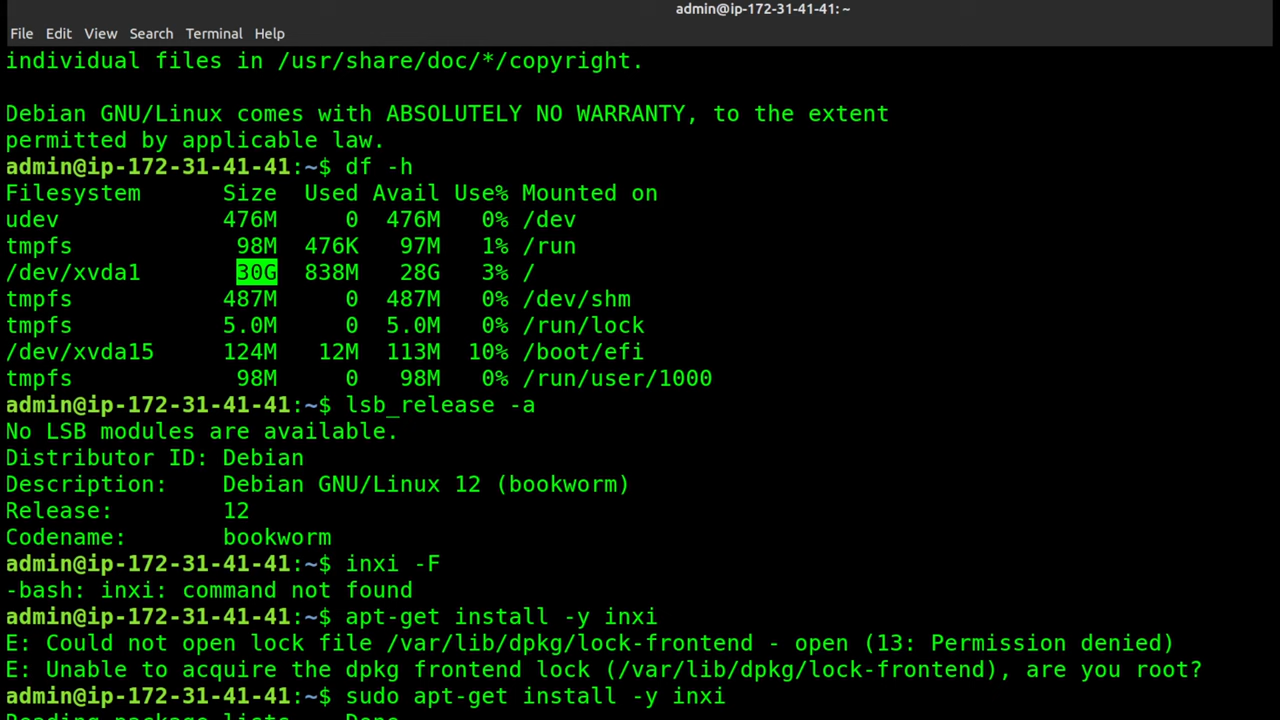 admin@ip-172-31-41-41: ~
File Edit View Search Terminal Help
individual files in /usr/share/doc/*/copyright.
Debian GNU/Linux comes with ABSOLUTELY NO WARRANTY, to the extent
permitted by applicable law.
admin@ip-172-31-41-41:~$ df -h
Filesystem      Size  Used Avail Use% Mounted on
udev            476M     0  476M   0% /dev
tmpfs            98M  476K   97M   1% /run
/dev/xvda1       30G  838M   28G   3% /
tmpfs           487M     0  487M   0% /dev/shm
tmpfs           5.0M     0  5.0M   0% /run/lock
/dev/xvda15     124M   12M  113M  10% /boot/efi
tmpfs            98M     0   98M   0% /run/user/1000
admin@ip-172-31-41-41:~$ lsb_release -a
No LSB modules are available.
Distributor ID: Debian
Description:    Debian GNU/Linux 12 (bookworm)
Release:        12
Codename:       bookworm
admin@ip-172-31-41-41:~$ inxi -F
-bash: inxi: command not found
admin@ip-172-31-41-41:~$ apt-get install -y inxi
E: Could not open lock file /var/lib/dpkg/lock-frontend - open (13: Permission denied)
E: Unable to acquire the dpkg frontend lock (/var/lib/dpkg/lock-frontend), are you root?
admin@ip-172-31-41-41:~$ sudo apt-get install -y inxi
Reading package lists... Done